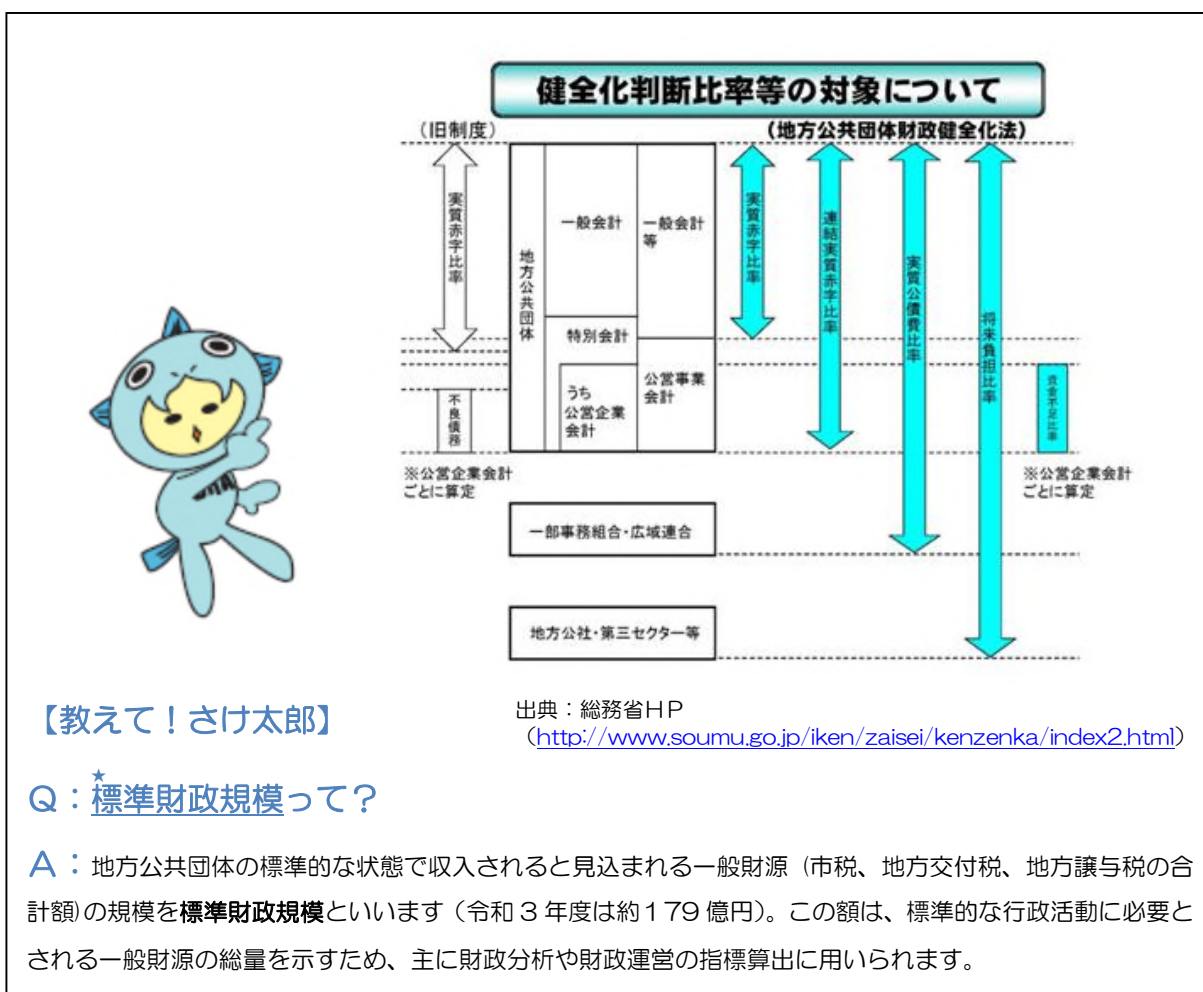 健全化判断比率等の対象について
（旧制度）
（地方公共団体財政健全化法）
実質赤字比率
地方公共団体
一般会計
一般会計
等
特別会計
うち
公営企業
会計
公営事業
会計
不良債務
実質赤字比率
連結実質赤字比率
実質公債費比率
将来負担比率
資金不足比率
※公営企業会計
ごとに算定
※公営企業会計
ごとに算定
一部事務組合・広域連合
地方公社・第三セクター等
【教えて！さけ太郎】
出典：総務省ＨＰ
（http://www.soumu.go.jp/iken/zaisei/kenzenka/index2.html）
★
Ｑ：標準財政規模って？
Ａ：地方公共団体の標準的な状態で収入されると見込まれる一般財源（市税、地方交付税、地方譲与税の合
計額)の規模を標準財政規模といいます（令和３年度は約１７９億円）。この額は、標準的な行政活動に必要と
される一般財源の総量を示すため、主に財政分析や財政運営の指標算出に用いられます。